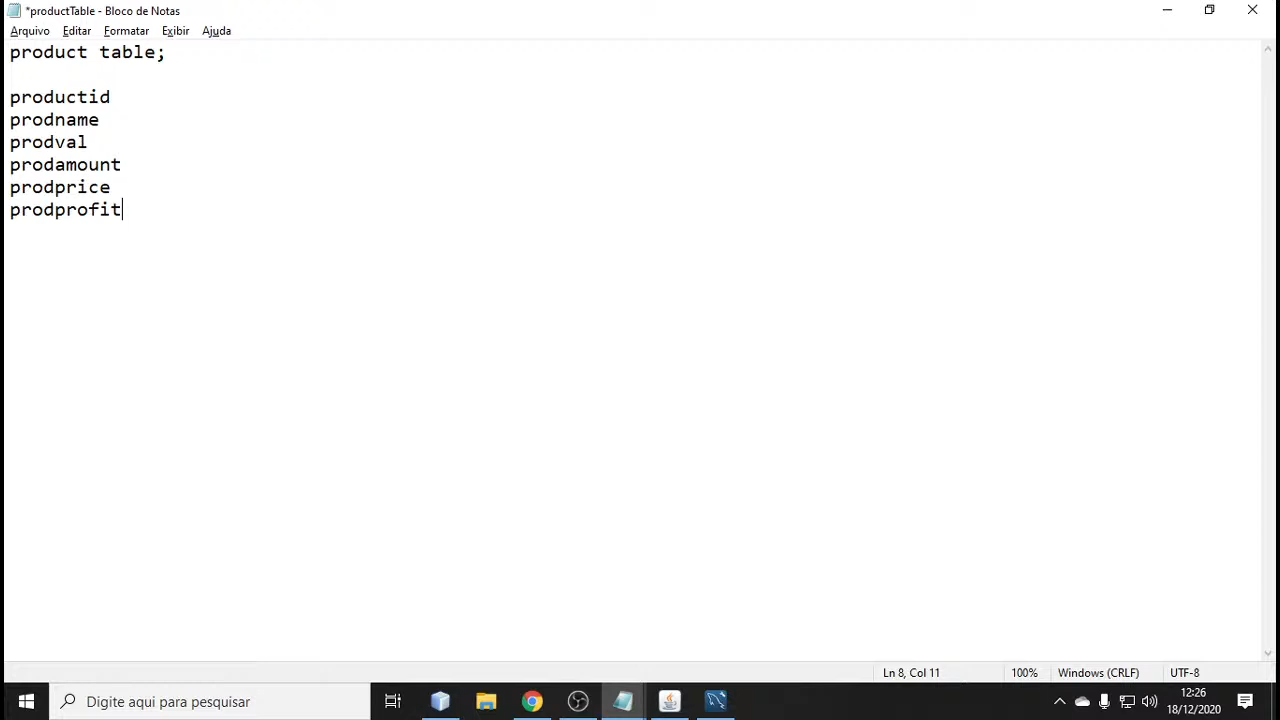 *productTable - Bloco de Notas
Arquivo Editar Formatar Exibir Ajuda
product table;
productid
prodname
prodval
prodamount
prodprice
prodprofit
Ln 8, Col 11 100% Windows (CRLF) UTF-8
Digite aqui para pesquisar
12:26
18/12/2020